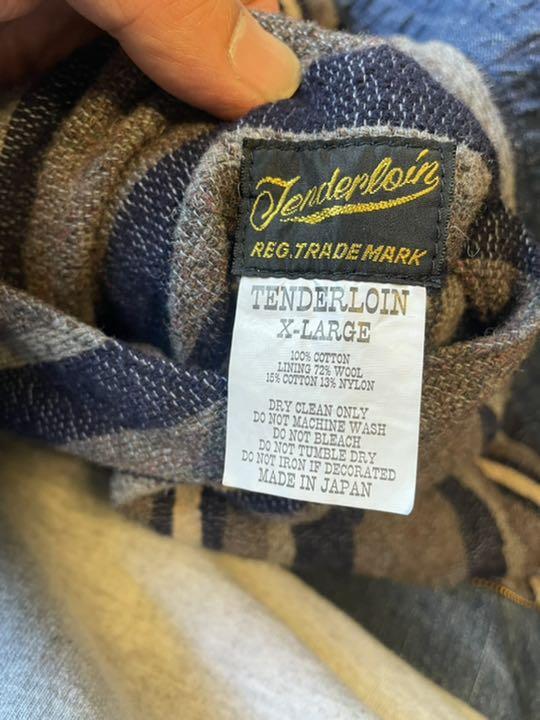 Tenderloin
REG.TRADE MARK
TENDERLOIN
X-LARGE
100% COTTON
LINING 72% WOOL
15% COTTON 13% NYLON
DRY CLEAN ONLY
DO NOT MACHINE WASH
DO NOT BLEACH
DO NOT TUMBLE DRY
DO NOT IRON IF DECORATED
MADE IN JAPAN